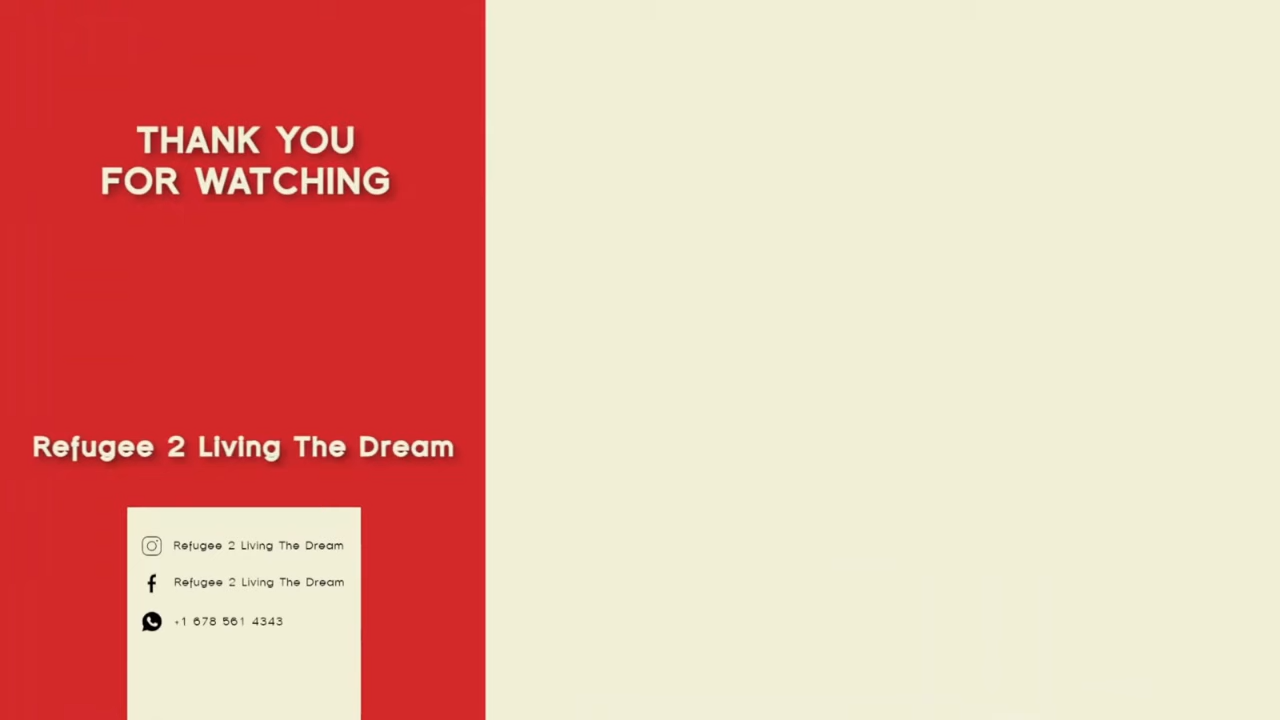 THANK YOU
FOR WATCHING
Refugee 2 Living The Dream
Refugee 2 Living The Dream
Refugee 2 Living The Dream
+1 678 561 4343